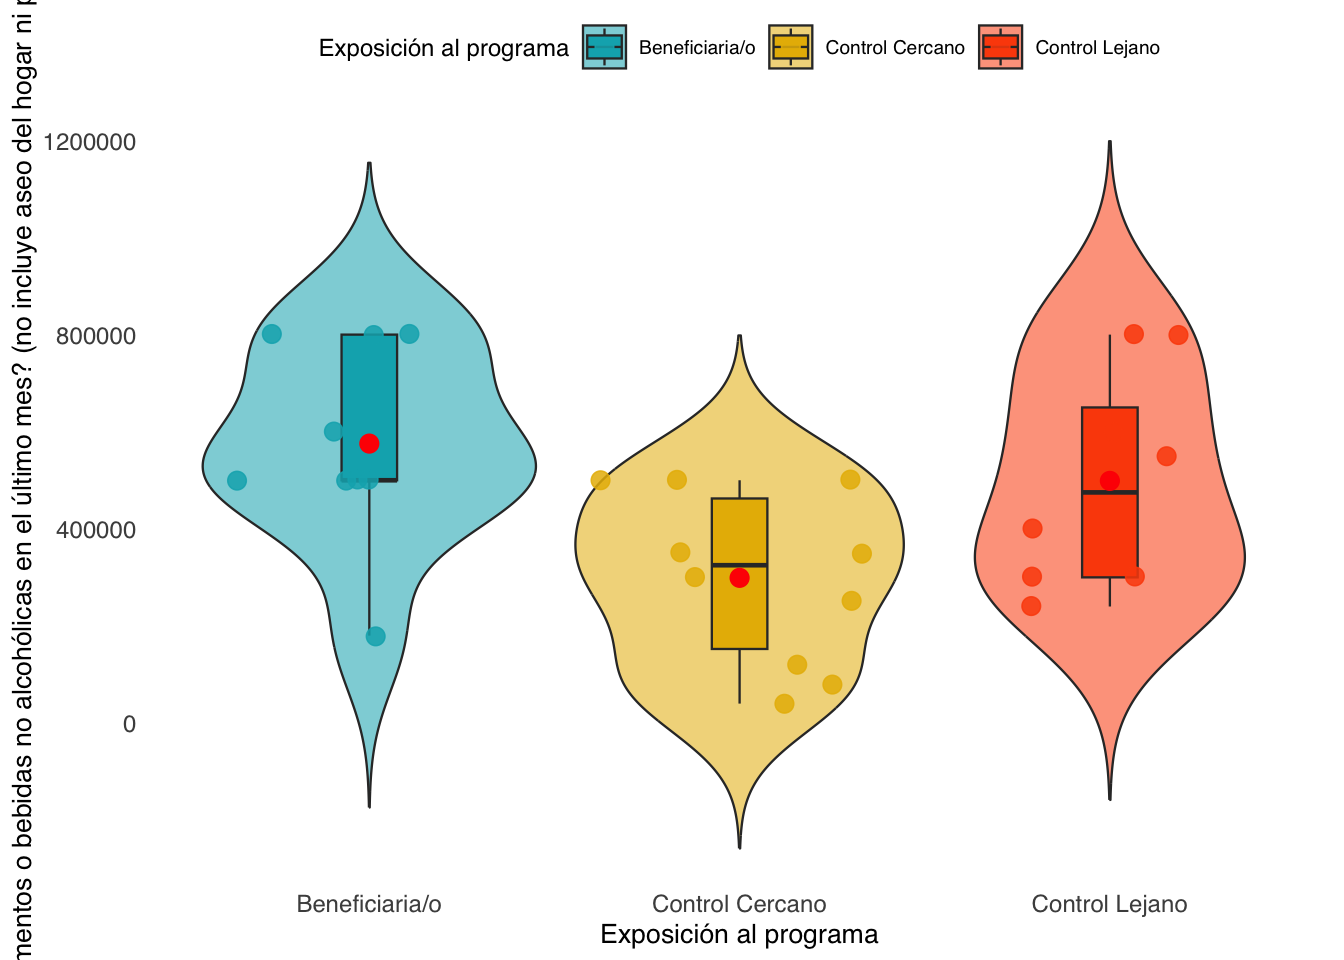 Exposición al programa
Beneficiaria/o
Control Cercano
Control Lejano
mentos o bebidas no alcohólicas en el último mes? (no incluye aseo del hogar ni p
1200000
800000
400000
0
Beneficiaria/o
Control Cercano
Control Lejano
Exposición al programa